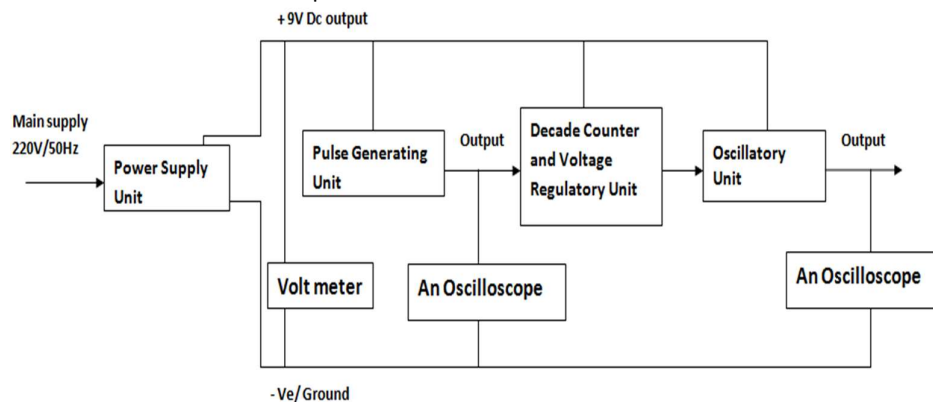 +9V Dc output
Main supply
220V/50Hz
Power Supply
Unit
Pulse Generating
Unit
Output
Decade Counter
and Voltage
Regulatory Unit
Oscillatory
Unit
Output
Volt meter
An Oscilloscope
An Oscilloscope
- Ve/ Ground